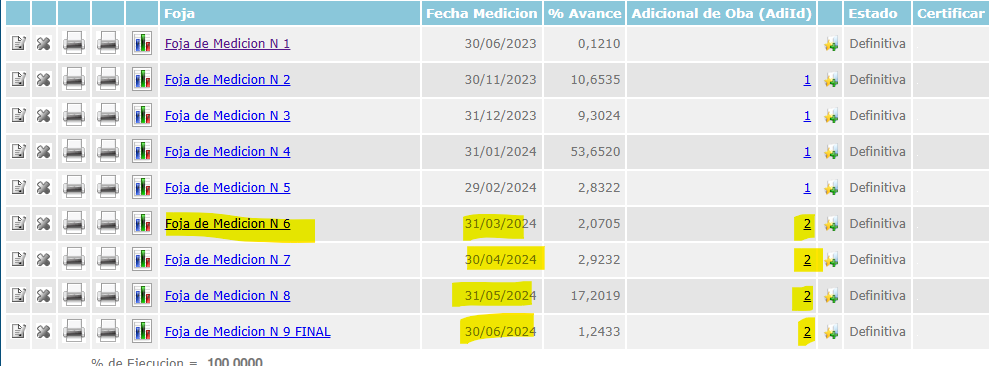 Foja Fecha Medicion % Avance Adicional de Oba (AdiId) Estado Certificar
Foja de Medicion N 1 30/06/2023 0,1210 Definitiva
Foja de Medicion N 2 30/11/2023 10,6535 1 Definitiva
Foja de Medicion N 3 31/12/2023 9,3024 1 Definitiva
Foja de Medicion N 4 31/01/2024 53,6520 1 Definitiva
Foja de Medicion N 5 29/02/2024 2,8322 1 Definitiva
Foja de Medicion N 6 31/03/2024 2,0705 2 Definitiva
Foja de Medicion N 7 30/04/2024 2,9232 2 Definitiva
Foja de Medicion N 8 31/05/2024 17,2019 2 Definitiva
Foja de Medicion N 9 FINAL 30/06/2024 1,2433 2 Definitiva
% de Ejecucion = 100,0000